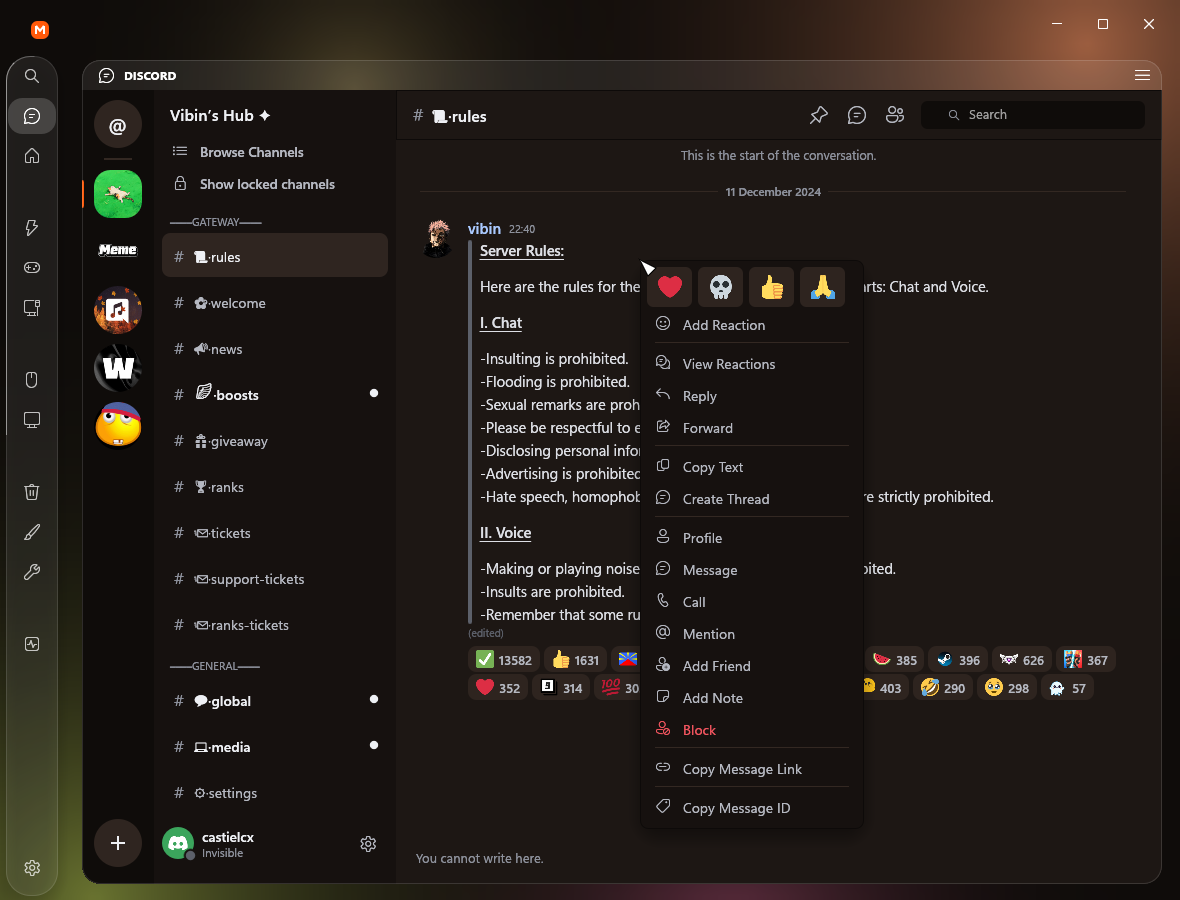 M
DISCORD
@
Meme
W
Vibin's Hub ✦
Browse Channels
Show locked channels
GATEWAY
# 📜·rules
# ·welcome
# ·news
# ·boosts
# ·giveaway
# ·ranks
# ·tickets
# ·support-tickets
# ·ranks-tickets
GENERAL
# ·global
# ·media
# ·settings
castielcx
Invisible
# 📜·rules
Search
This is the start of the conversation.
11 December 2024
vibin 22:40
Server Rules:
Here are the rules for the
arts: Chat and Voice.
I. Chat
-Insulting is prohibited.
-Flooding is prohibited.
-Sexual remarks are
-Please be respectful to
-Disclosing personal
-Advertising is prohibited
-Hate speech,
strictly prohibited.
II. Voice
-Making or playing noise
-Insults are prohibited.
-Remember that some
(edited)
13582 1631 385 396 626 367
352 314 30 403 290 298 57
You cannot write here.
Add Reaction
View Reactions
Reply
Forward
Copy Text
Create Thread
Profile
Message
Call
Mention
Add Friend
Add Note
Block
Copy Message Link
Copy Message ID